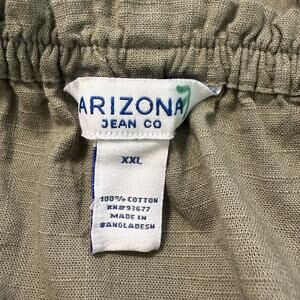 ARIZONA
JEAN CO
XXL
100% COTTON
RN#93677
MADE IN
BANGLADESH